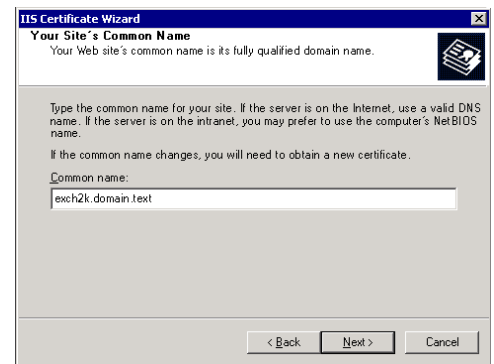 IIS Certificate Wizard
Your Site's Common Name
Your Web site's common name is its fully qualified domain name.
Type the common name for your site. If the server is on the Internet, use a valid DNS
name. If the server is on the intranet, you may prefer to use the computer's NetBIOS
name.
If the common name changes, you will need to obtain a new certificate.
Common name:
exch2k.domain.text
< Back Next > Cancel